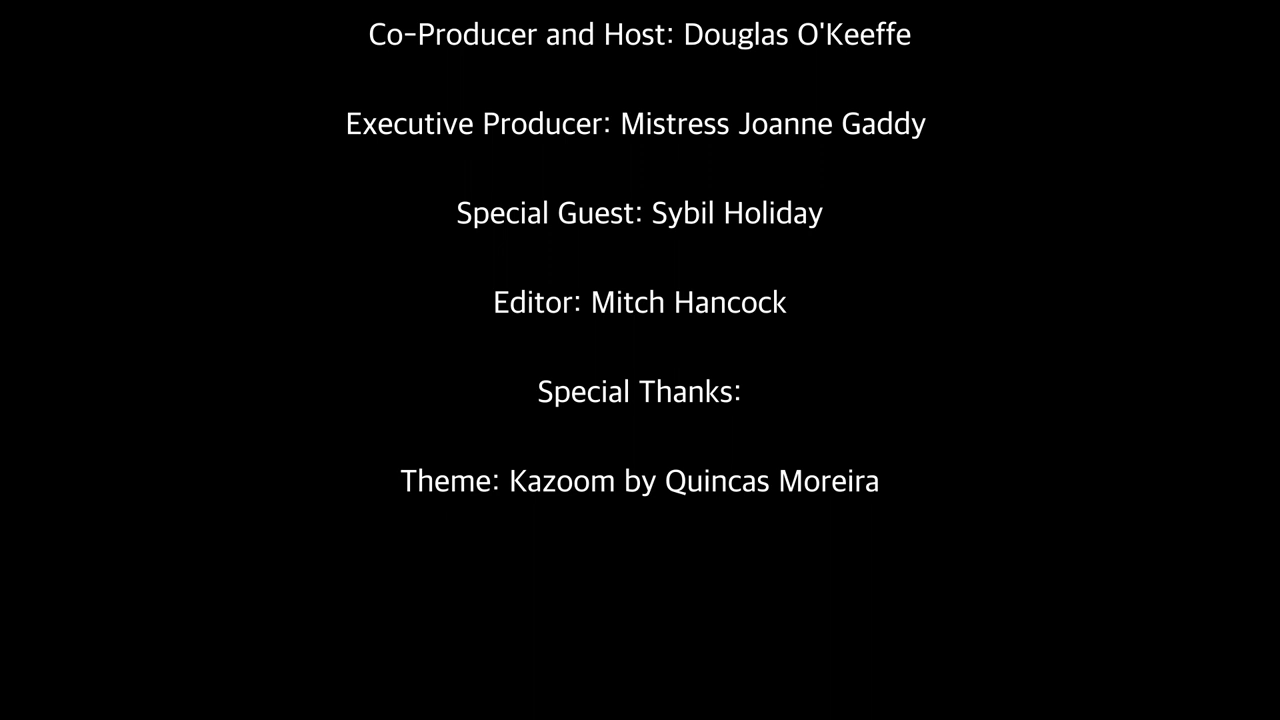 Co-Producer and Host: Douglas O'Keeffe
Executive Producer: Mistress Joanne Gaddy
Special Guest: Sybil Holiday
Editor: Mitch Hancock
Special Thanks:
Theme: Kazoom by Quincas Moreira